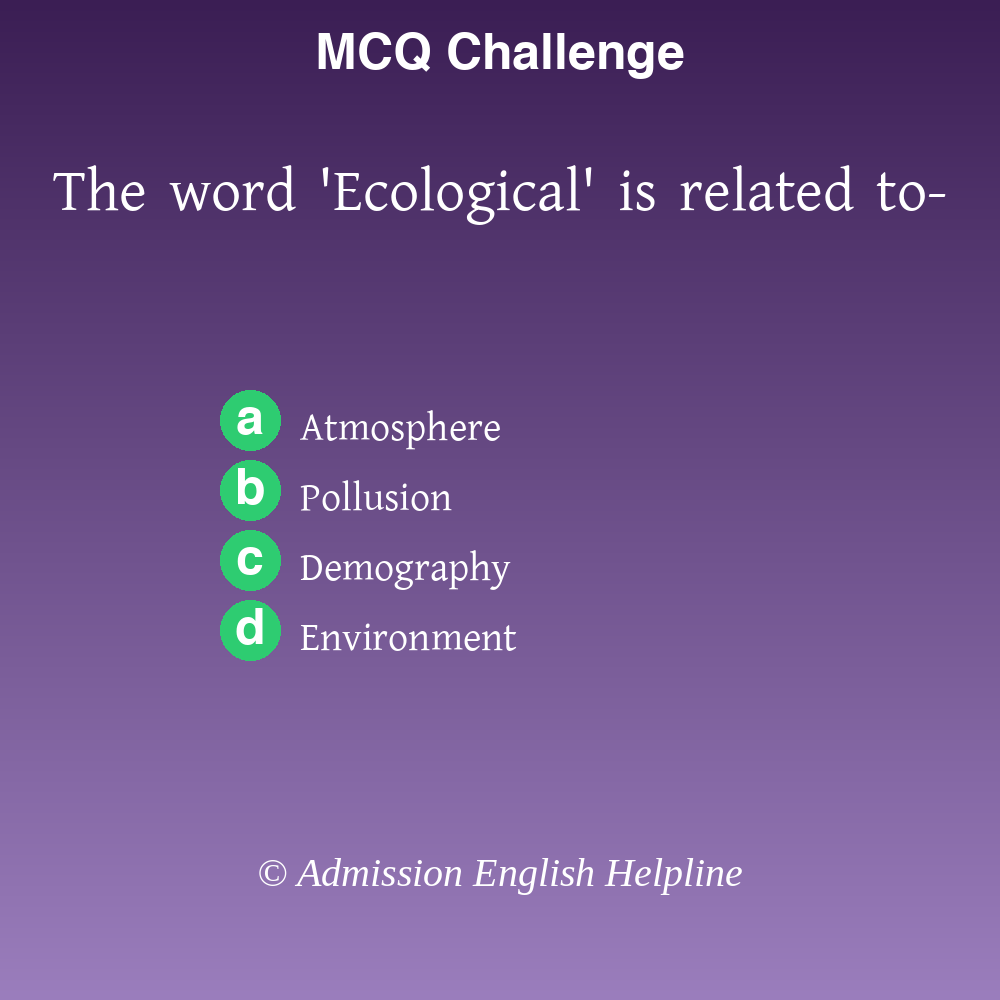 MCQ Challenge
The word 'Ecological' is related to-
a Atmosphere
b Pollusion
c Demography
d Environment
© Admission English Helpline